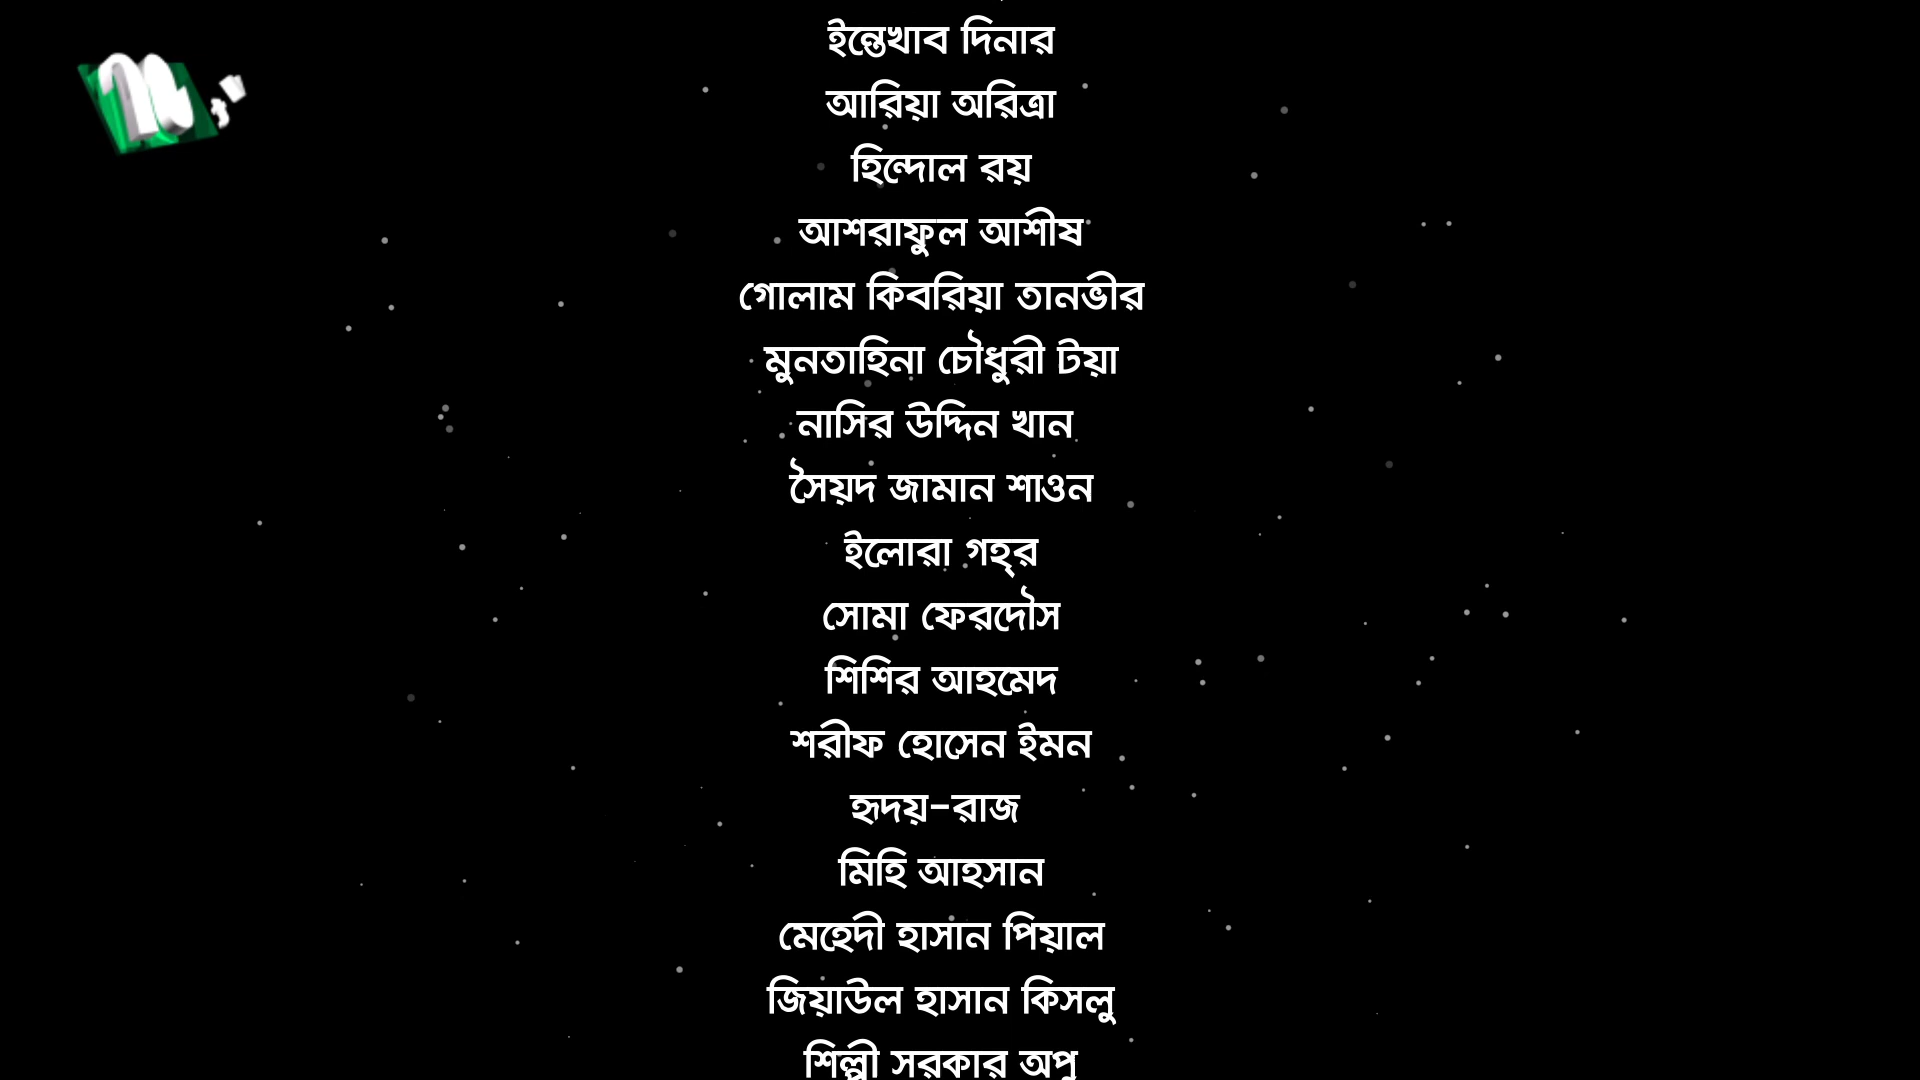 ইন্তেখাব দিনার
আরিয়া অরিত্রা
হিন্দোল রয়
আশরাফুল আশীষ
গোলাম কিবরিয়া তানভীর
মুনতাহিনা চৌধুরী টয়া
নাসির উদ্দিন খান
সৈয়দ জামান শাওন
ইলোরা গহ্‌র
সোমা ফেরদৌস
শিশির আহমেদ
শরীফ হোসেন ইমন
হৃদয়-রাজ
মিহি আহসান
মেহেদী হাসান পিয়াল
জিয়াউল হাসান কিসলু
শিল্পী সরকার অপু